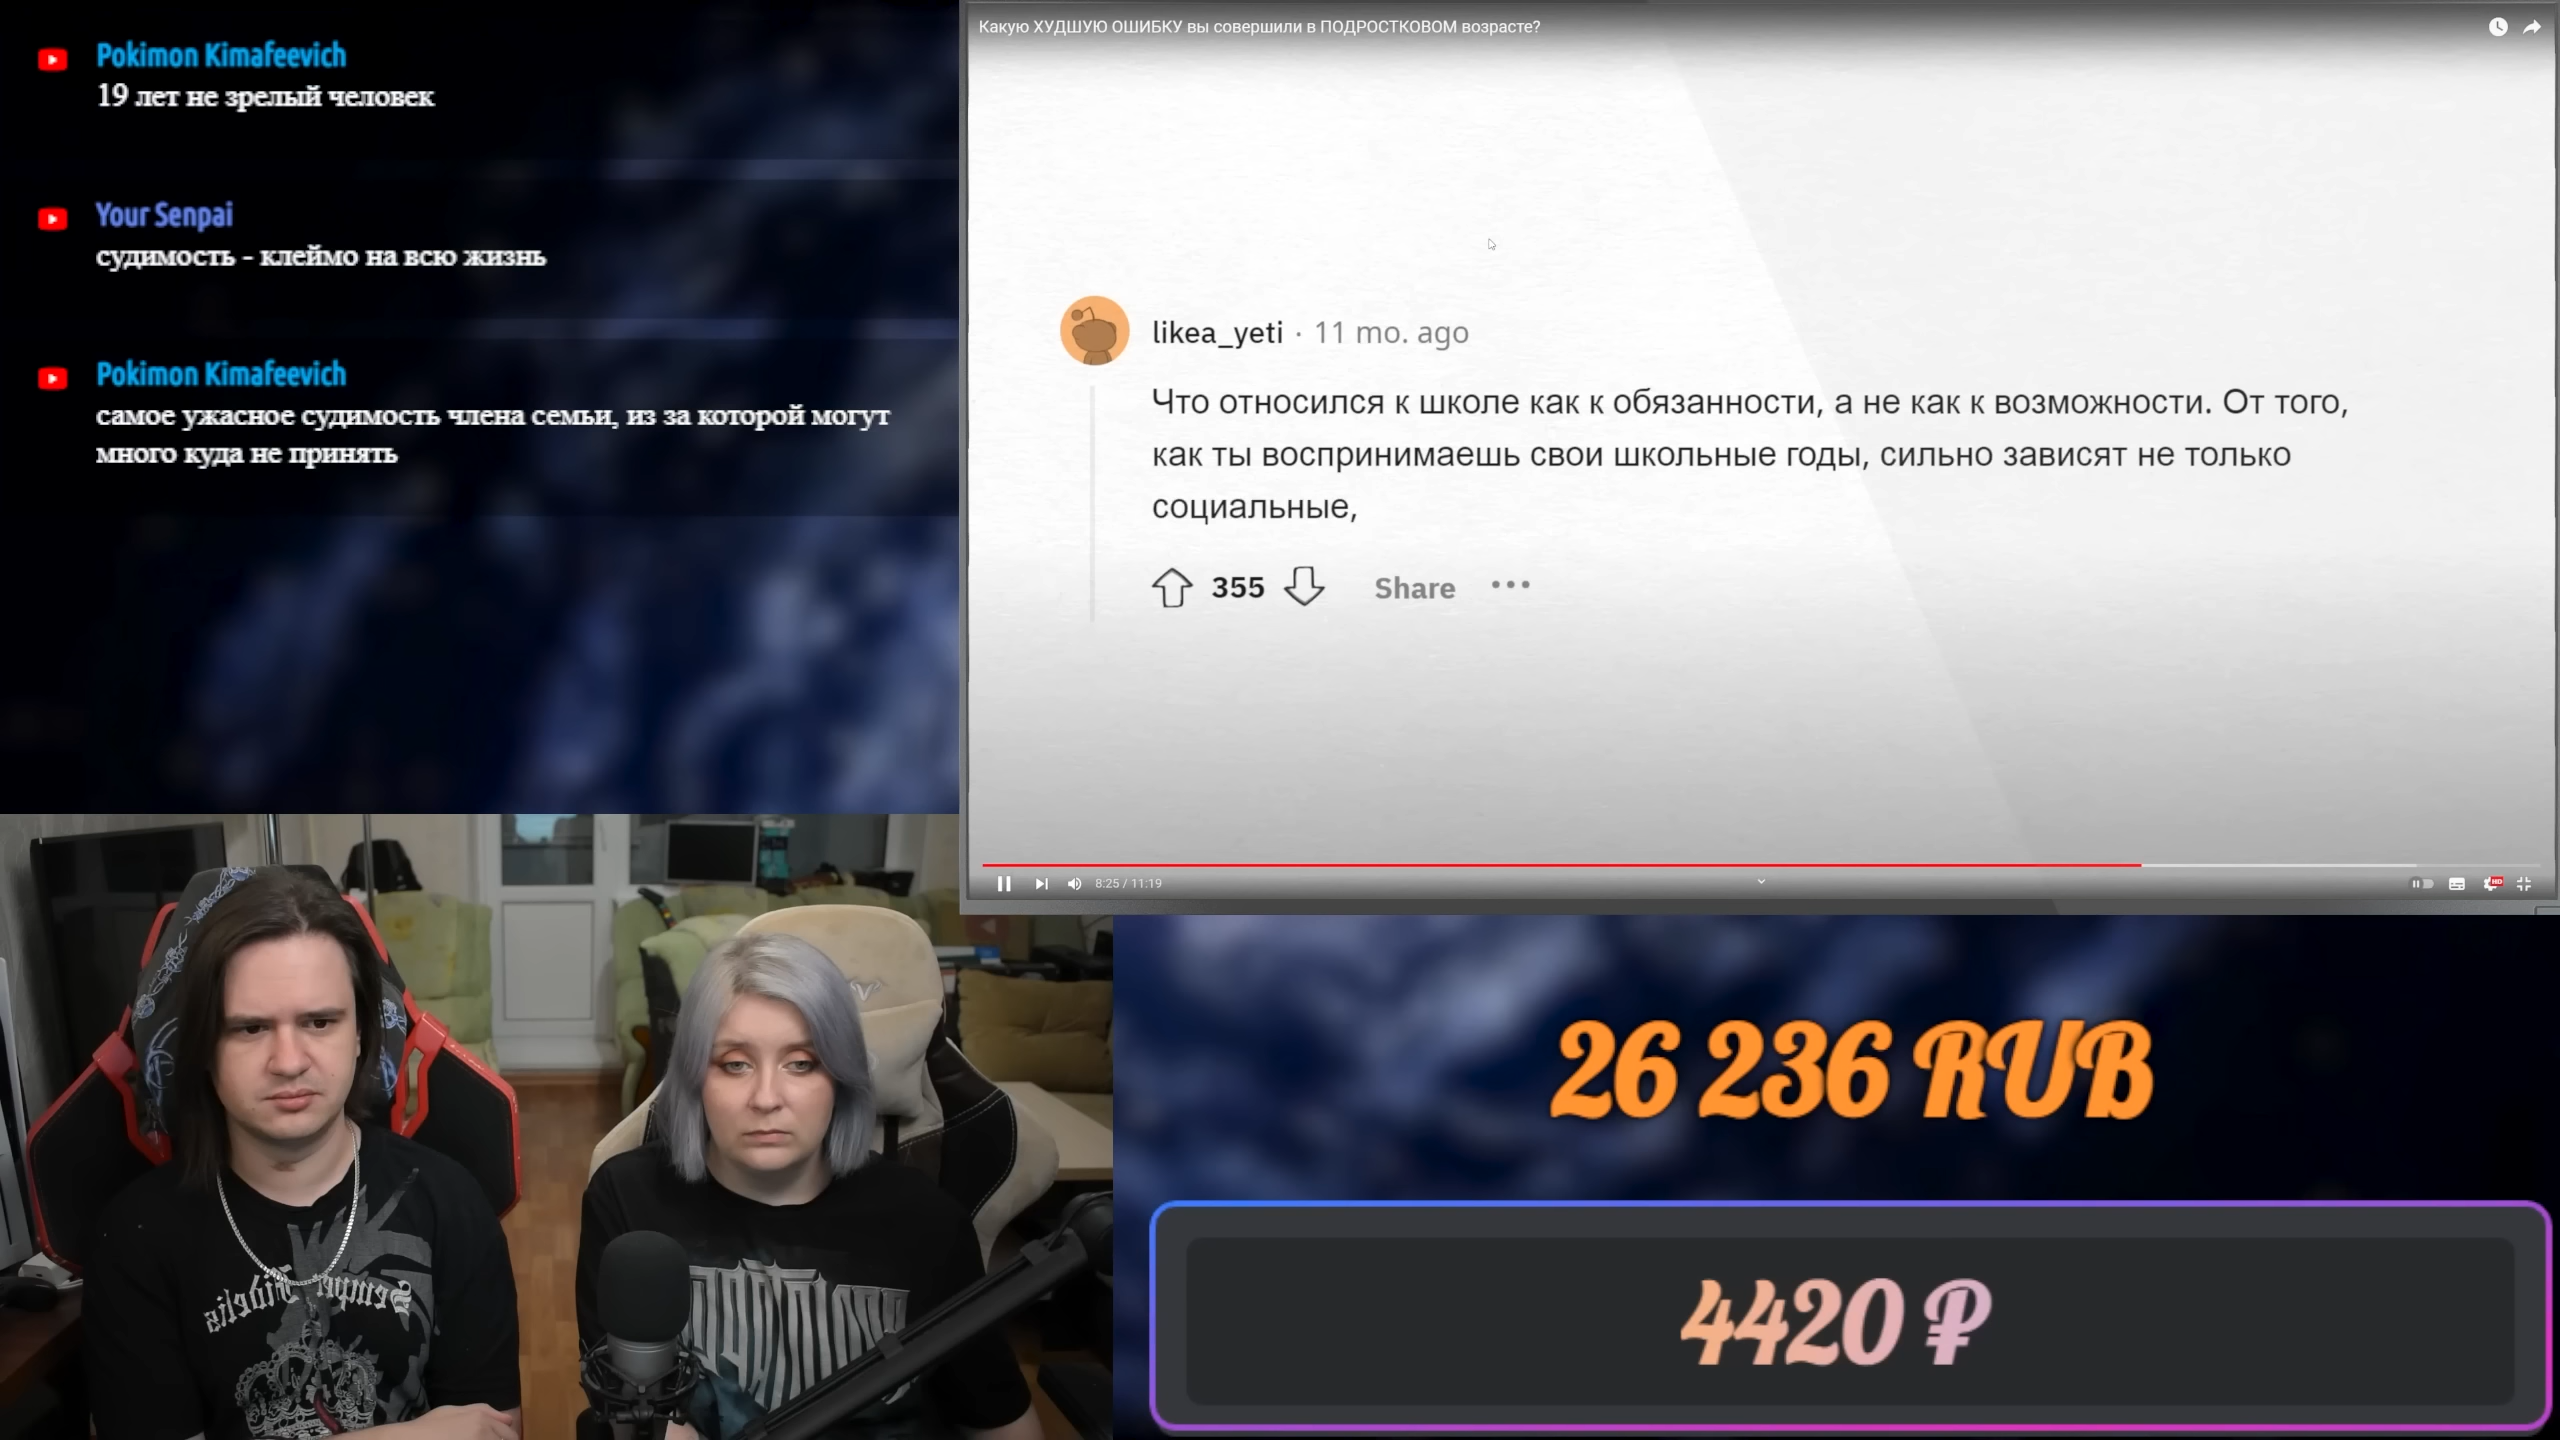 Pokimon Kimafeevich
19 лет не зрелый человек
Your Senpai
судимость - клеймо на всю жизнь
Pokimon Kimafeevich
самое ужасное судимость члена семьи, из за которой могут
много куда не принять
Какую ХУДШУЮ ОШИБКУ вы совершили в ПОДРОСТКОВОМ возрасте?
likea_yeti · 11 mo. ago
Что относился к школе как к обязанности, а не как к возможности. От того,
как ты воспринимаешь свои школьные годы, сильно зависят не только
социальные,
355 Share
8:25 / 11:19
HD
Semper Fidelis
26 236 RUB
4420 ₽